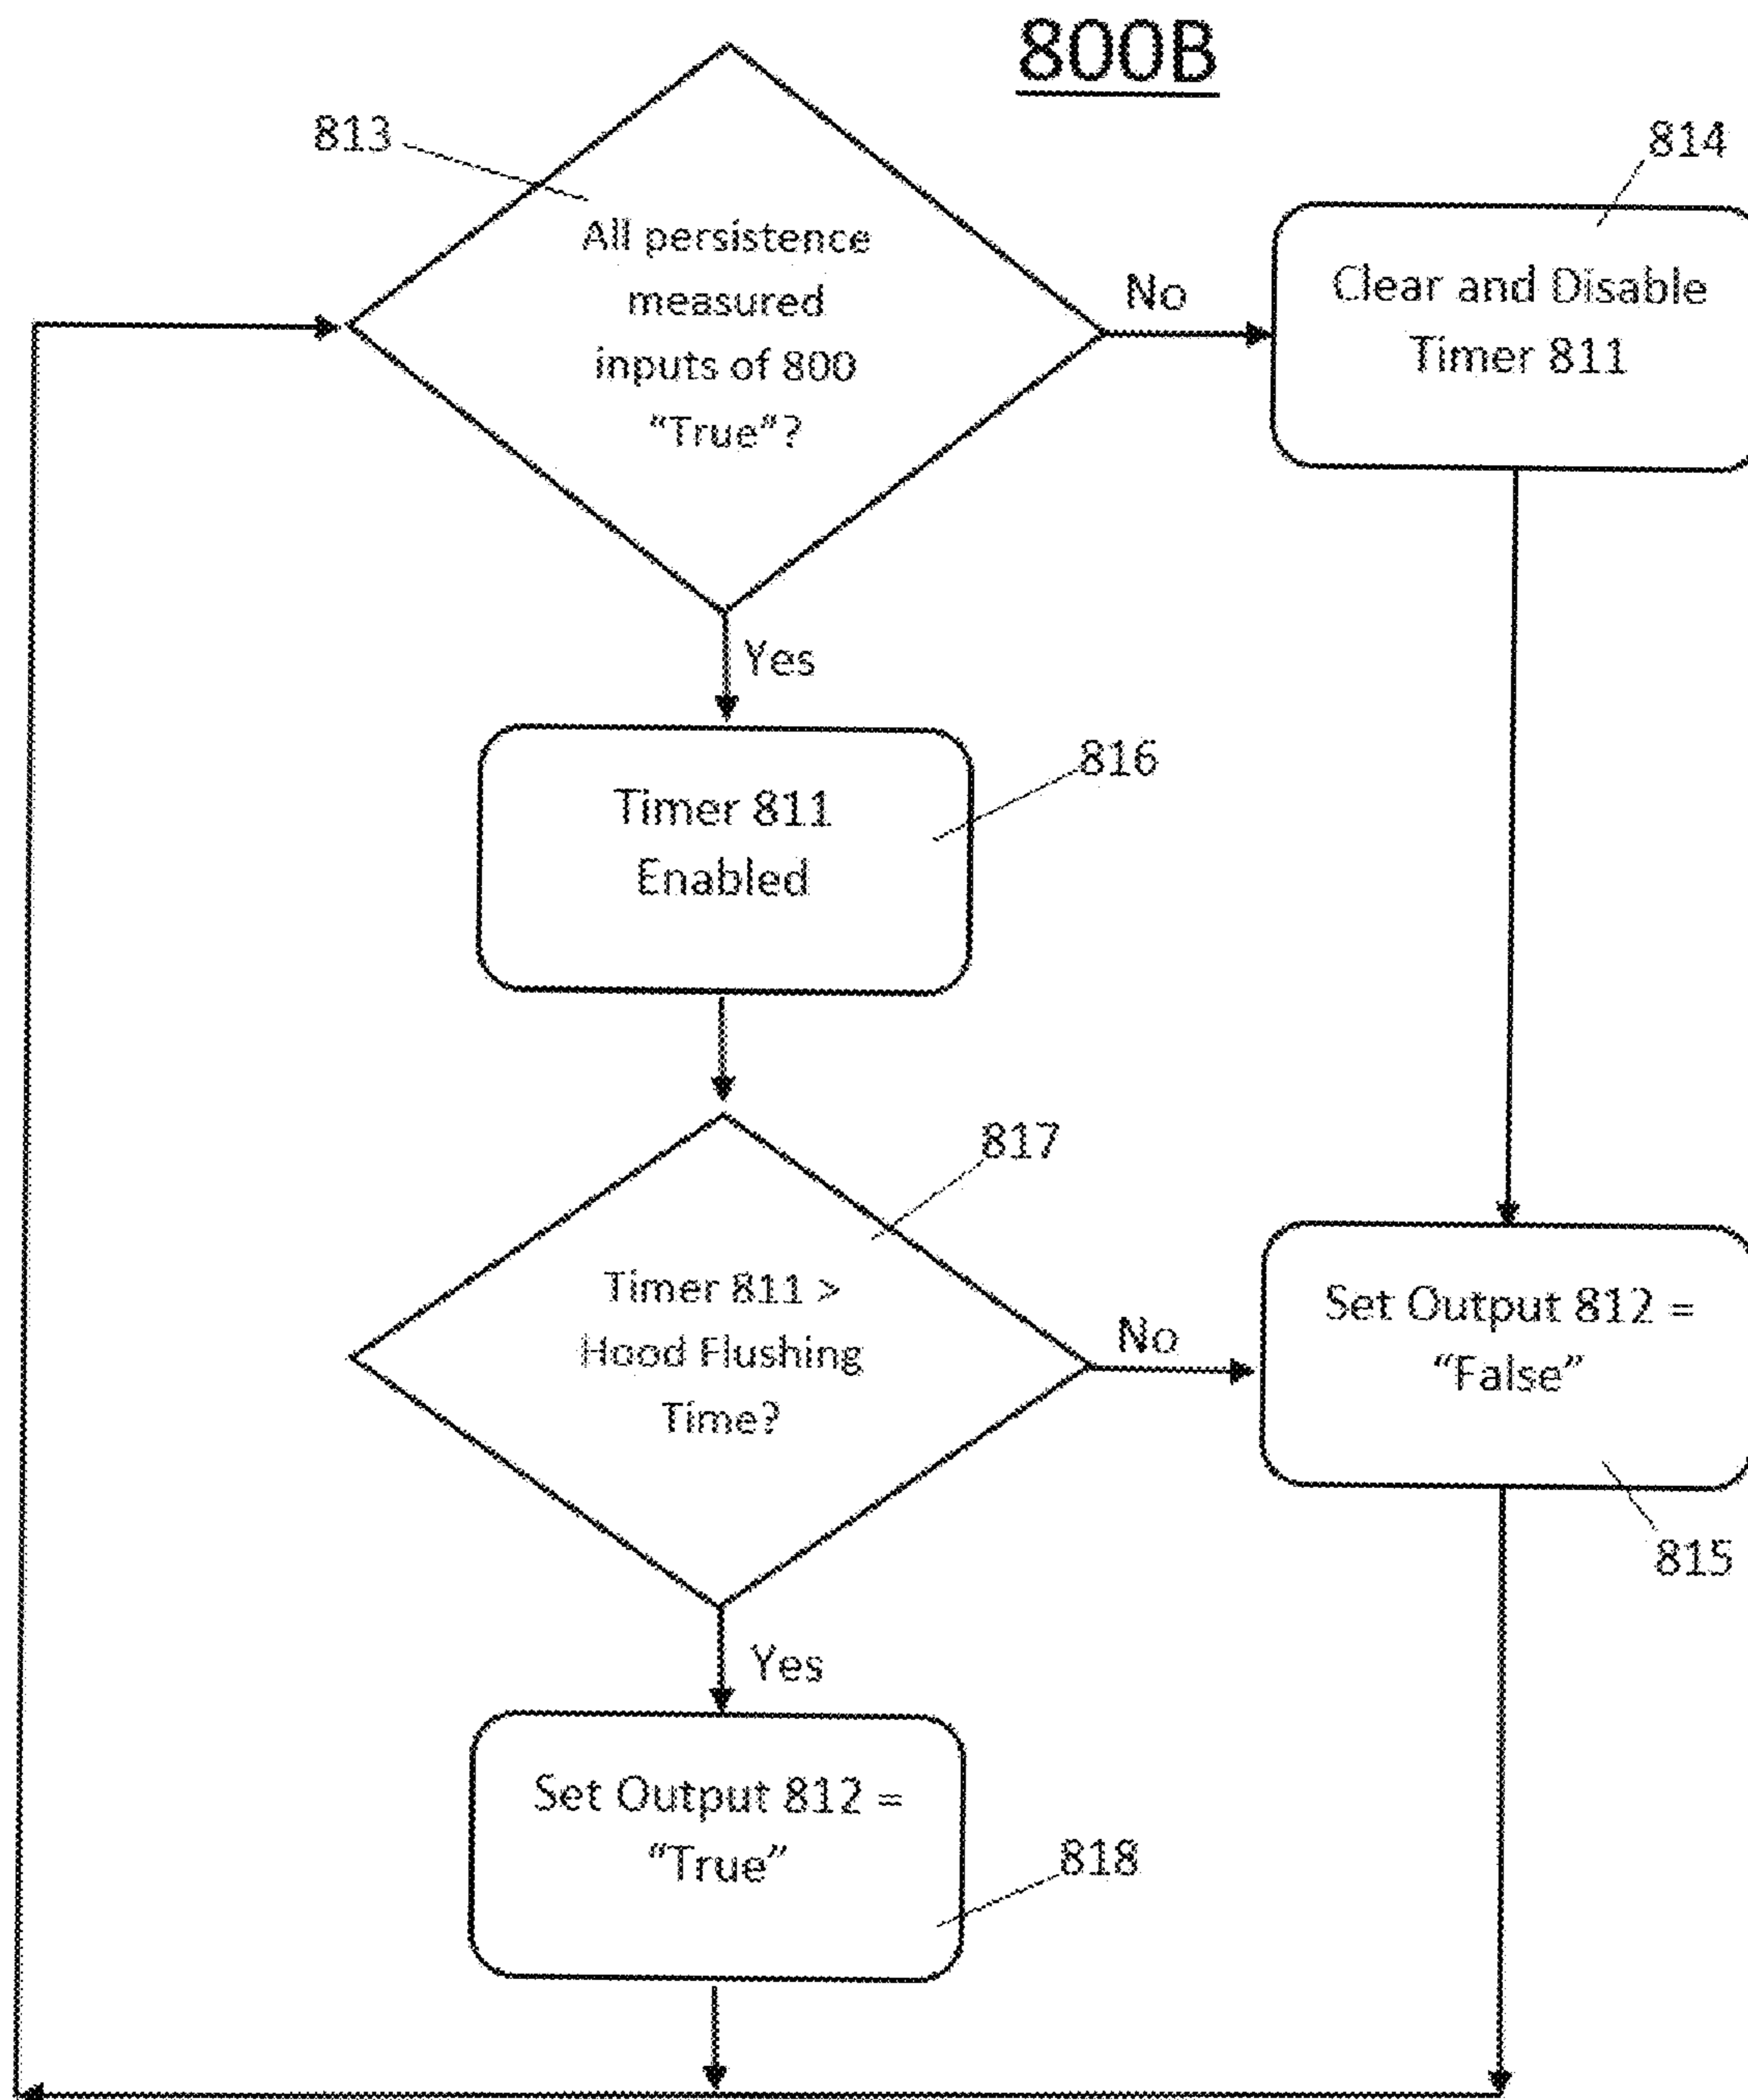 800B
813
814
All persistence
measured
inputs of 800
"True"?
No
Clear and Disable
Timer 811
Yes
816
Timer 811
Enabled
817
Timer 811 >
Hood Flushing
Time?
No
Set Output 812 =
"False"
815
Yes
Set Output 812 =
"True"
818